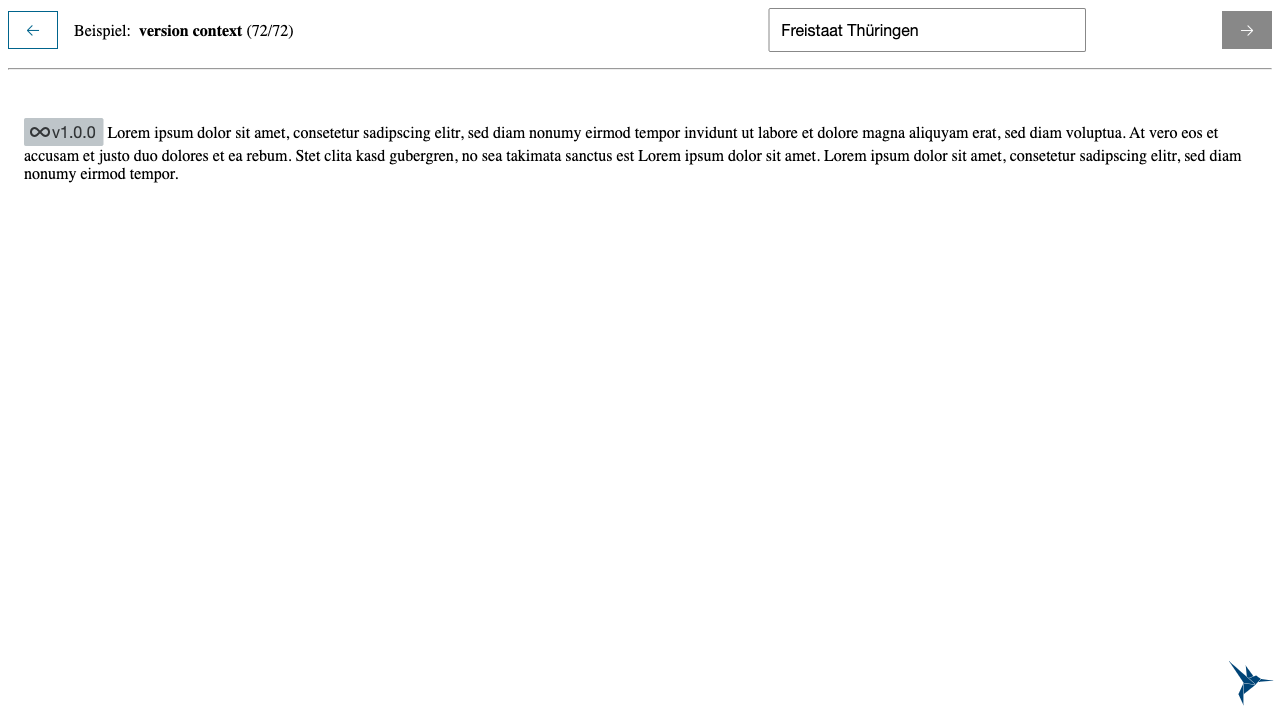 ← Beispiel: version context (72/72) Freistaat Thüringen →
∞v1.0.0 Lorem ipsum dolor sit amet, consetetur sadipscing elitr, sed diam nonumy eirmod tempor invidunt ut labore et dolore magna aliquyam erat, sed diam voluptua. At vero eos et
accusam et justo duo dolores et ea rebum. Stet clita kasd gubergren, no sea takimata sanctus est Lorem ipsum dolor sit amet. Lorem ipsum dolor sit amet, consetetur sadipscing elitr, sed diam
nonumy eirmod tempor.